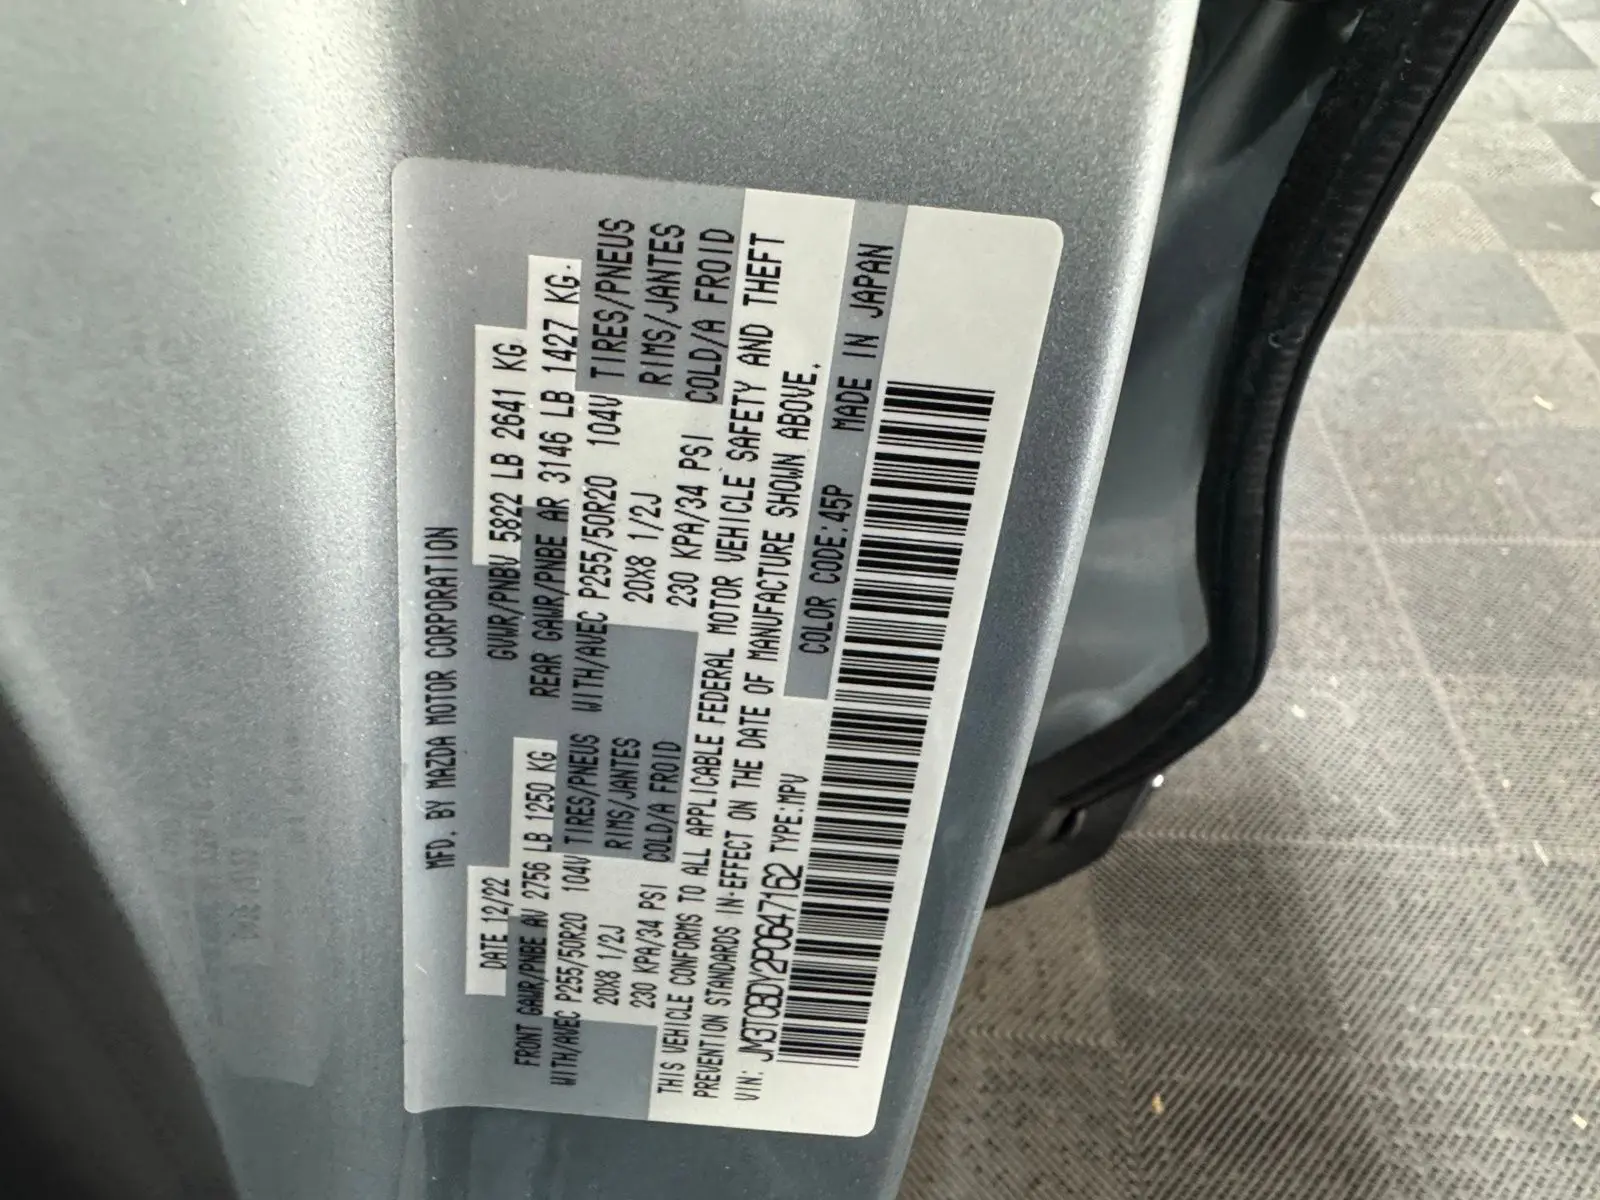 MFD. BY MAZDA MOTOR CORPORATION
DATE 12/22 GVWR/PNBV 5822 LB 2641 KG
FRONT GAWR/PNBE AV 2756 LB 1250 KG REAR GAWR/PNBE AR 3146 LB 1427 KG
WITH/AVEC P255/50R20 104V TIRES/PNEUS WITH/AVEC P255/50R20 104V TIRES/PNEUS
20X8 1/2J RIMS/JANTES 20X8 1/2J RIMS/JANTES
230 KPA/34 PSI COLD/A FROID 230 KPA/34 PSI COLD/A FROID
THIS VEHICLE CONFORMS TO ALL APPLICABLE FEDERAL MOTOR VEHICLE SAFETY AND THEFT
PREVENTION STANDARDS IN-EFFECT ON THE DATE OF MANUFACTURE SHOWN ABOVE.
VIN: JM3TCBDY2P0647162 TYPE:MPV COLOR CODE:45P MADE IN JAPAN